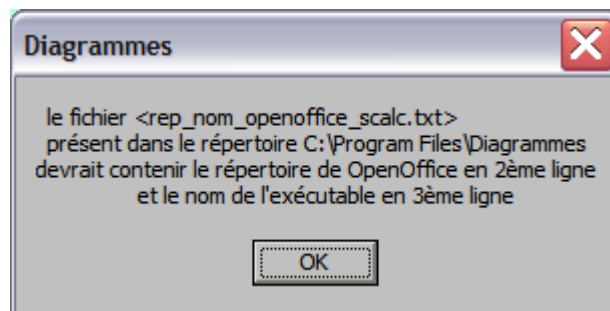 Diagrammes
le fichier <rep_nom_openoffice_scalc.txt>
présent dans le répertoire C:\Program Files\Diagrammes
devrait contenir le répertoire de OpenOffice en 2ème ligne
et le nom de l'exécutable en 3ème ligne
OK